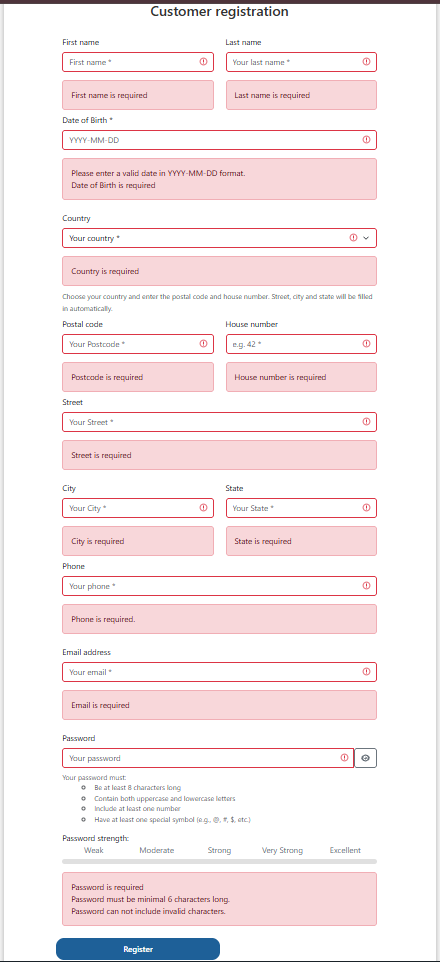 Customer registration
First name
Last name
First name *
Your last name *
First name is required
Last name is required
Date of Birth *
YYYY-MM-DD
Please enter a valid date in YYYY-MM-DD format.
Date of Birth is required
Country
Your country *
Country is required
Choose your country and enter the postal code and house number. Street, city and state will be filled
in automatically.
Postal code
House number
Your Postcode *
e.g. 42 *
Postcode is required
House number is required
Street
Your Street *
Street is required
City
State
Your City *
Your State *
City is required
State is required
Phone
Your phone *
Phone is required.
Email address
Your email *
Email is required
Password
Your password
Your password must:
Be at least 8 characters long
Contain both uppercase and lowercase letters
Include at least one number
Have at least one special symbol (e.g., @, #, $, etc.)
Password strength:
Weak Moderate Strong Very Strong Excellent
Password is required
Password must be minimal 6 characters long.
Password can not include invalid characters.
Register